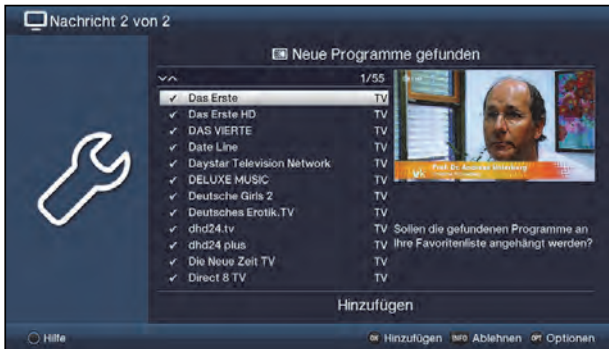 Nachricht 2 von 2
Neue Programme gefunden
1/55
Das Erste TV
Das Erste HD TV
DAS VIERTE TV
Date Line TV
Daystar Television Network TV
DELUXE MUSIC TV
Deutsche Girls 2 TV
Deutsches Erotik.TV TV
dhd24.tv TV
dhd24 plus TV
Die Neue Zeit TV TV
Direct 8 TV TV
Prof. Dr. Andreas
Sollen die gefundenen Programme an
Ihre Favoritenliste angehängt werden?
Hinzufügen
Hilfe
OK Hinzufügen INFO Ablehnen OPT Optionen